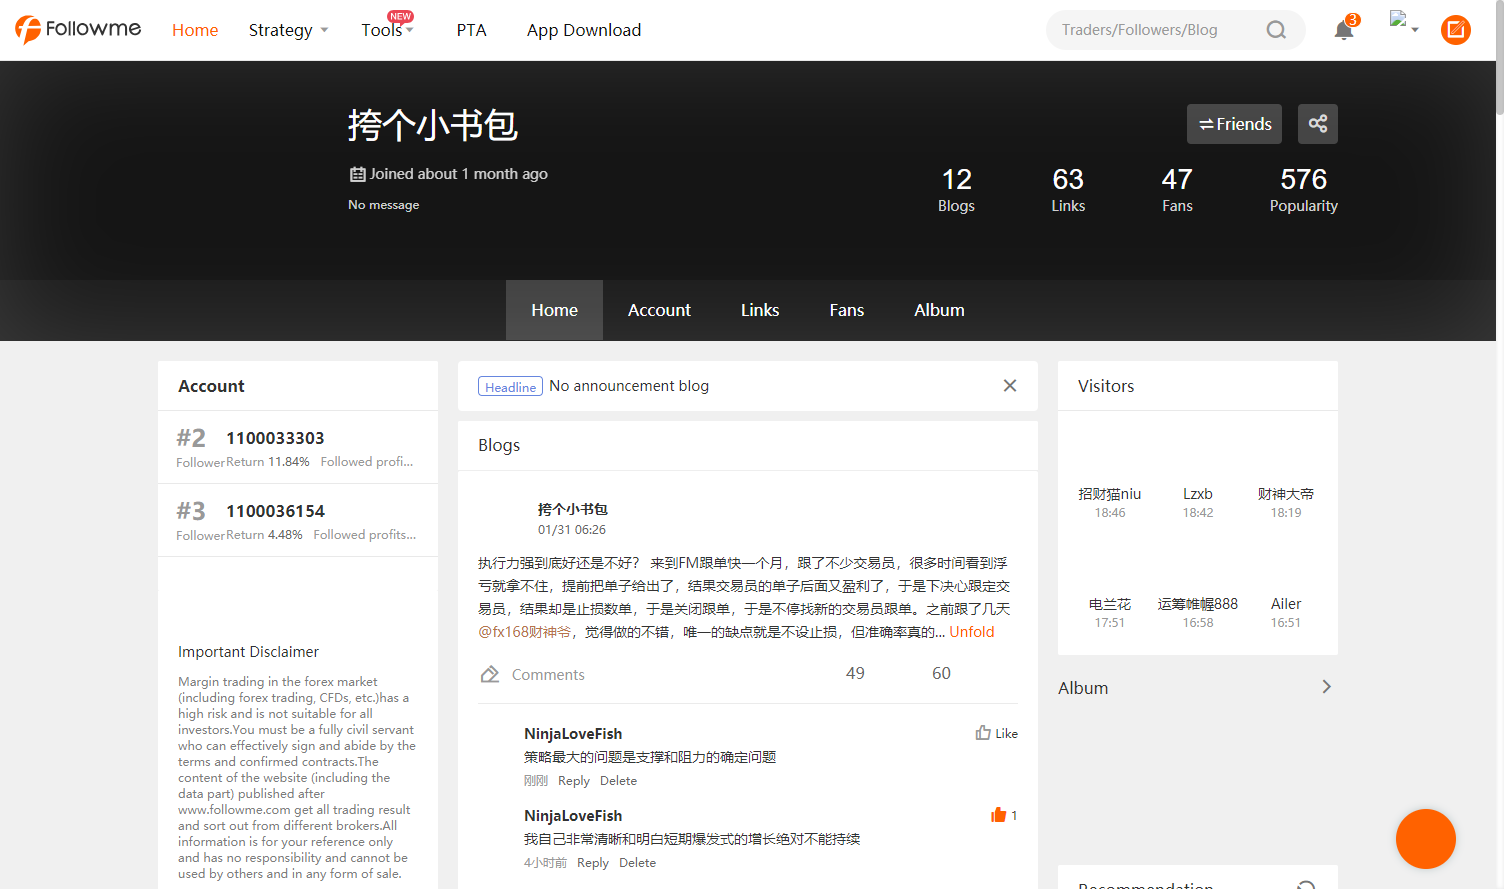 Followme
Home
Strategy
Tools
NEW
PTA
App Download
Traders/Followers/Blog
3
挎个小书包
Friends
Joined about 1 month ago
No message
12
Blogs
63
Links
47
Fans
576
Popularity
Home
Account
Links
Fans
Album
Account
#2 1100033303
Follower Return 11.84% Followed profi...
#3 1100036154
Follower Return 4.48% Followed profits...
Important Disclaimer
Margin trading in the forex market
(including forex trading, CFDs, etc.)has a
high risk and is not suitable for all
investors.You must be a fully civil servant
who can effectively sign and abide by the
terms and confirmed contracts.The
content of the website (including the
data part) published after
www.followme.com get all trading result
and sort out from different brokers.All
information is for your reference only
and has no responsibility and cannot be
used by others and in any form of sale.
Headline No announcement blog
Blogs
挎个小书包
01/31 06:26
执行力强到底好还是不好？ 来到FM跟单快一个月，跟了不少交易员，很多时间看到浮
亏就拿不住，提前把单子给出了，结果交易员的单子后面又盈利了，于是下决心跟定交
易员，结果却是止损数单，于是关闭跟单，于是不停找新的交易员跟单。之前跟了几天
@fx168财神爷，觉得做的不错，唯一的缺点就是不设止损，但准确率真的... Unfold
Comments 49 60
NinjaLoveFish Like
策略最大的问题是支撑和阻力的确定问题
刚刚 Reply Delete
NinjaLoveFish 1
我自己非常清晰和明白短期爆发式的增长绝对不能持续
4小时前 Reply Delete
Visitors
招财猫niu Lzxb 财神大帝
18:46 18:42 18:19
电兰花 运筹帷幄888 Ailer
17:51 16:58 16:51
Album
Recommendation